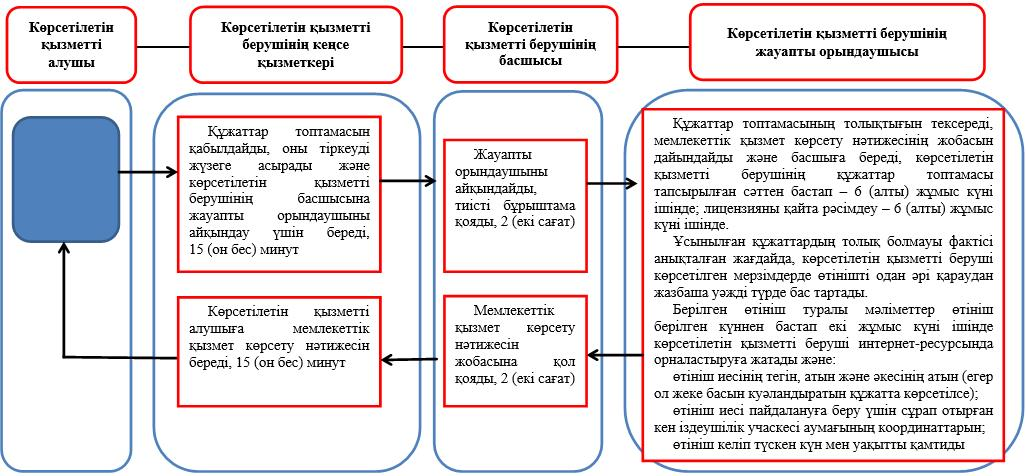 Көрсетілетін
қызметті
алушы
Көрсетілетін қызметті
берушінің кеңсе
қызметкері
Көрсетілетін
қызметті берушінің
басшысы
Көрсетілетін қызметті берушінің
жауапты орындаушысы
Құжаттар топтамасын
қабылдайды, оны тіркеуді
жүзеге асырады және
көрсетілетін қызметті
берушінің басшысына
жауапты орындаушыны
айқындау үшін береді,
15 (он бес) минут
Жауапты
орындаушыны
айқындайды,
тиісті бұрыштама
қояды, 2 (екі сағат)
Құжаттар топтамасының толықтығын тексереді,
мемлекеттік қызмет көрсету нәтижесінің жобасын
дайындайды және басшыға береді, көрсетілетін
қызметті берушінің құжаттар топтамасы
тапсырылған сәттен бастап – 6 (алты) жұмыс күні
ішінде; лицензияны қайта рәсімдеу – 6 (алты) жұмыс
күні ішінде.
Ұсынылған құжаттардың толық болмауы фактісі
анықталған жағдайда, көрсетілетін қызметті беруші
көрсетілген мерзімдерде өтінішті одан әрі қараудан
жазбаша уәжді түрде бас тартады.
Берілген өтініш туралы мәліметтер өтініш
берілген күннен бастап екі жұмыс күні ішінде
көрсетілетін қызметті беруші интернет-ресурсында
орналастыруға жатады және:
өтініш иесінің тегін, атын және әкесінің атын (егер
ол жеке басын куәландыратын құжатта көрсетілсе);
өтініш иесі пайдалануға беру үшін сұрап отырған
кен іздеушілік учаскесі аумағының координаттарын;
өтініш келіп түскен күн мен уақытты қамтиды
Мемлекеттік
қызмет көрсету
нәтижесін
жобасына қол
қояды, 2 (екі сағат)
Көрсетілетін қызметті
алушыға мемлекеттік
қызмет көрсету нәтижесін
береді, 15 (он бес) минут